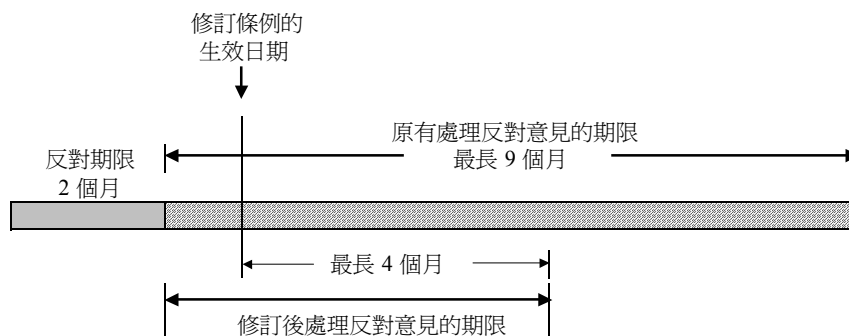 修訂條例的
生效日期
原有處理反對意見的期限
最長 9 個月
反對期限
2 個月
最長 4 個月
修訂後處理反對意見的期限